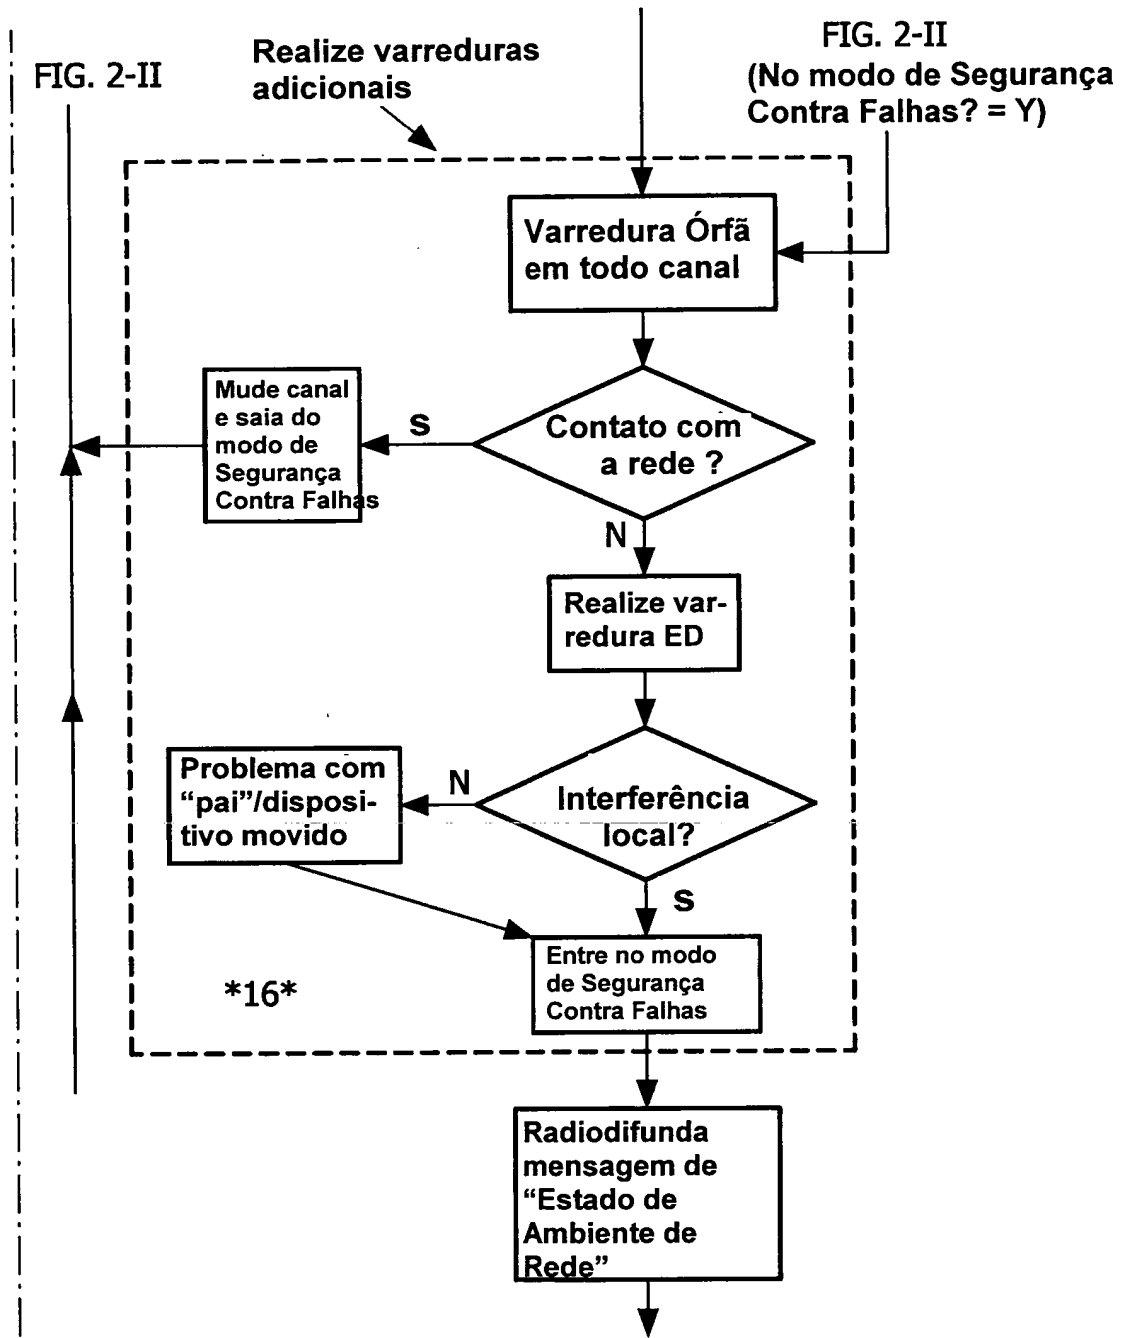 FIG. 2-II
Realize varreduras
adicionais
FIG. 2-II
(No modo de Segurança
Contra Falhas? = Y)
Varredura Órfã
em todo canal
Contato com
a rede ?
S
Mude canal
e saia do
modo de
Segurança
Contra Falhas
N
Realize var-
redura ED
Interferência
local?
N
Problema com
“pai”/disposi-
tivo movido
S
Entre no modo
de Segurança
Contra Falhas
*16*
Radiodifunda
mensagem de
“Estado de
Ambiente de
Rede”